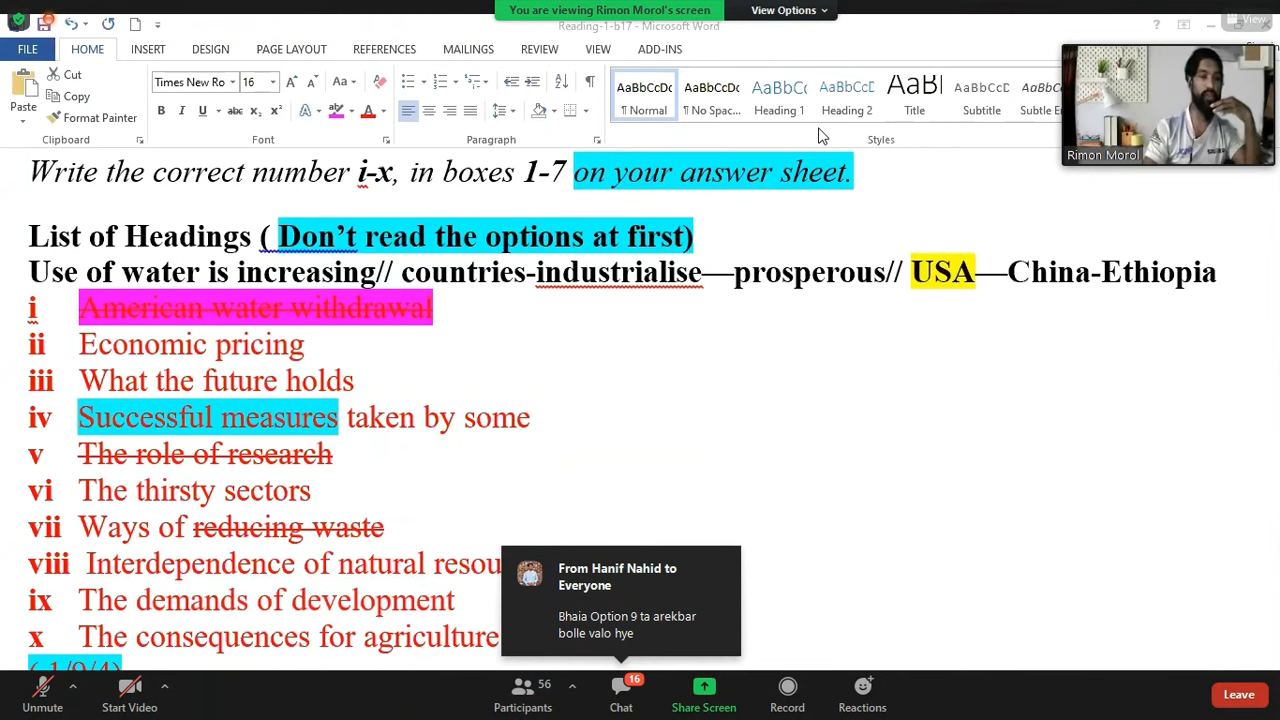 You are viewing Rimon Morol's screen
View Options
View
Reading-1-b17 - Microsoft Word
FILE HOME INSERT DESIGN PAGE LAYOUT REFERENCES MAILINGS REVIEW VIEW ADD-INS
Cut
Copy
Format Painter
Paste
Times New Ro 16
Clipboard Font Paragraph Styles
AaBbCcDc AaBbCcDc AaBbCc AaBbCcD AaBl AaBbCcD AaBbCcD
¶ Normal ¶ No Spac... Heading 1 Heading 2 Title Subtitle Subtle Em
Rimon Morol
Write the correct number i-x, in boxes 1-7 on your answer sheet.
List of Headings ( Don't read the options at first)
Use of water is increasing// countries-industrialise—prosperous// USA—China-Ethiopia
i American water withdrawal
ii Economic pricing
iii What the future holds
iv Successful measures taken by some
v The role of research
vi The thirsty sectors
vii Ways of reducing waste
viii Interdependence of natural resou
ix The demands of development
x The consequences for agriculture
( 1/9/4)
From Hanif Nahid to
Everyone
Bhaia Option 9 ta arekbar
bolle valo hye
Unmute
Start Video
56
Participants
16
Chat
Share Screen
Record
Reactions
Leave